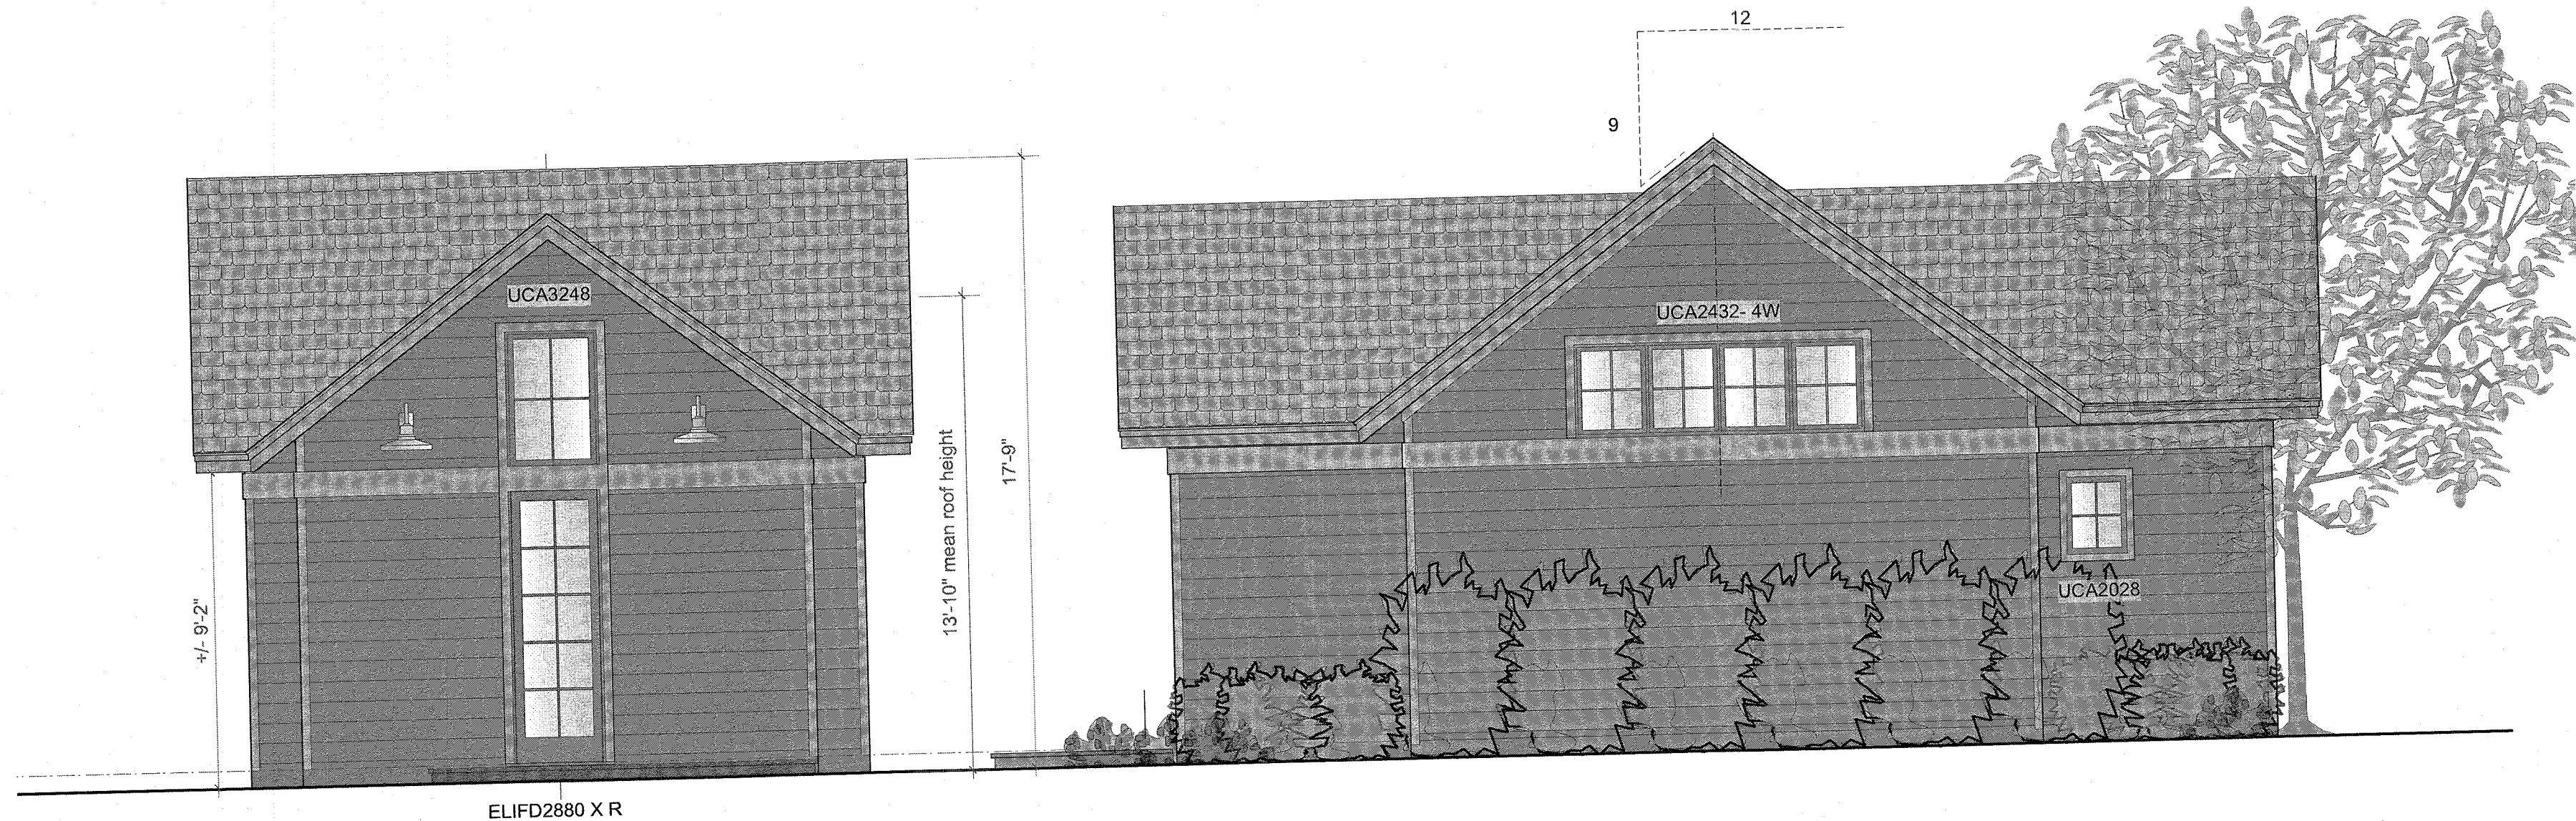 12
9
UCA3248
UCA2432- 4W
13'-10" mean roof height
17'-9"
+/- 9'-2"
UCA2028
ELIFD2880 X R